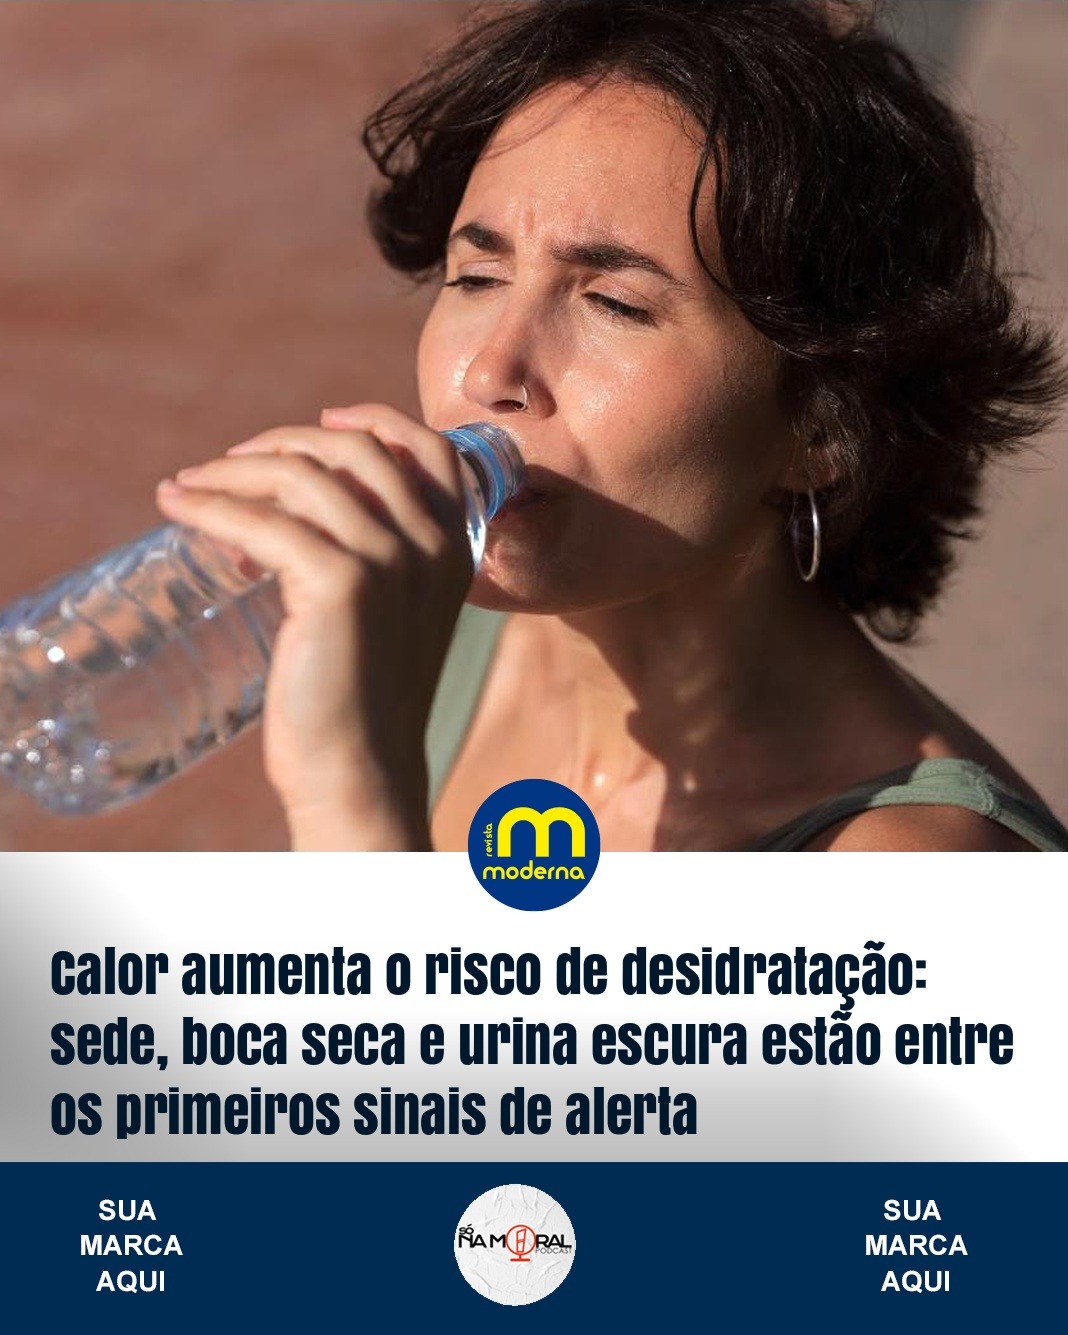 revista
m
moderna
Calor aumenta o risco de desidratação:
sede, boca seca e urina escura estão entre
os primeiros sinais de alerta
SUA
MARCA
AQUI
SÓ
NA MORAL
PODCAST
SUA
MARCA
AQUI